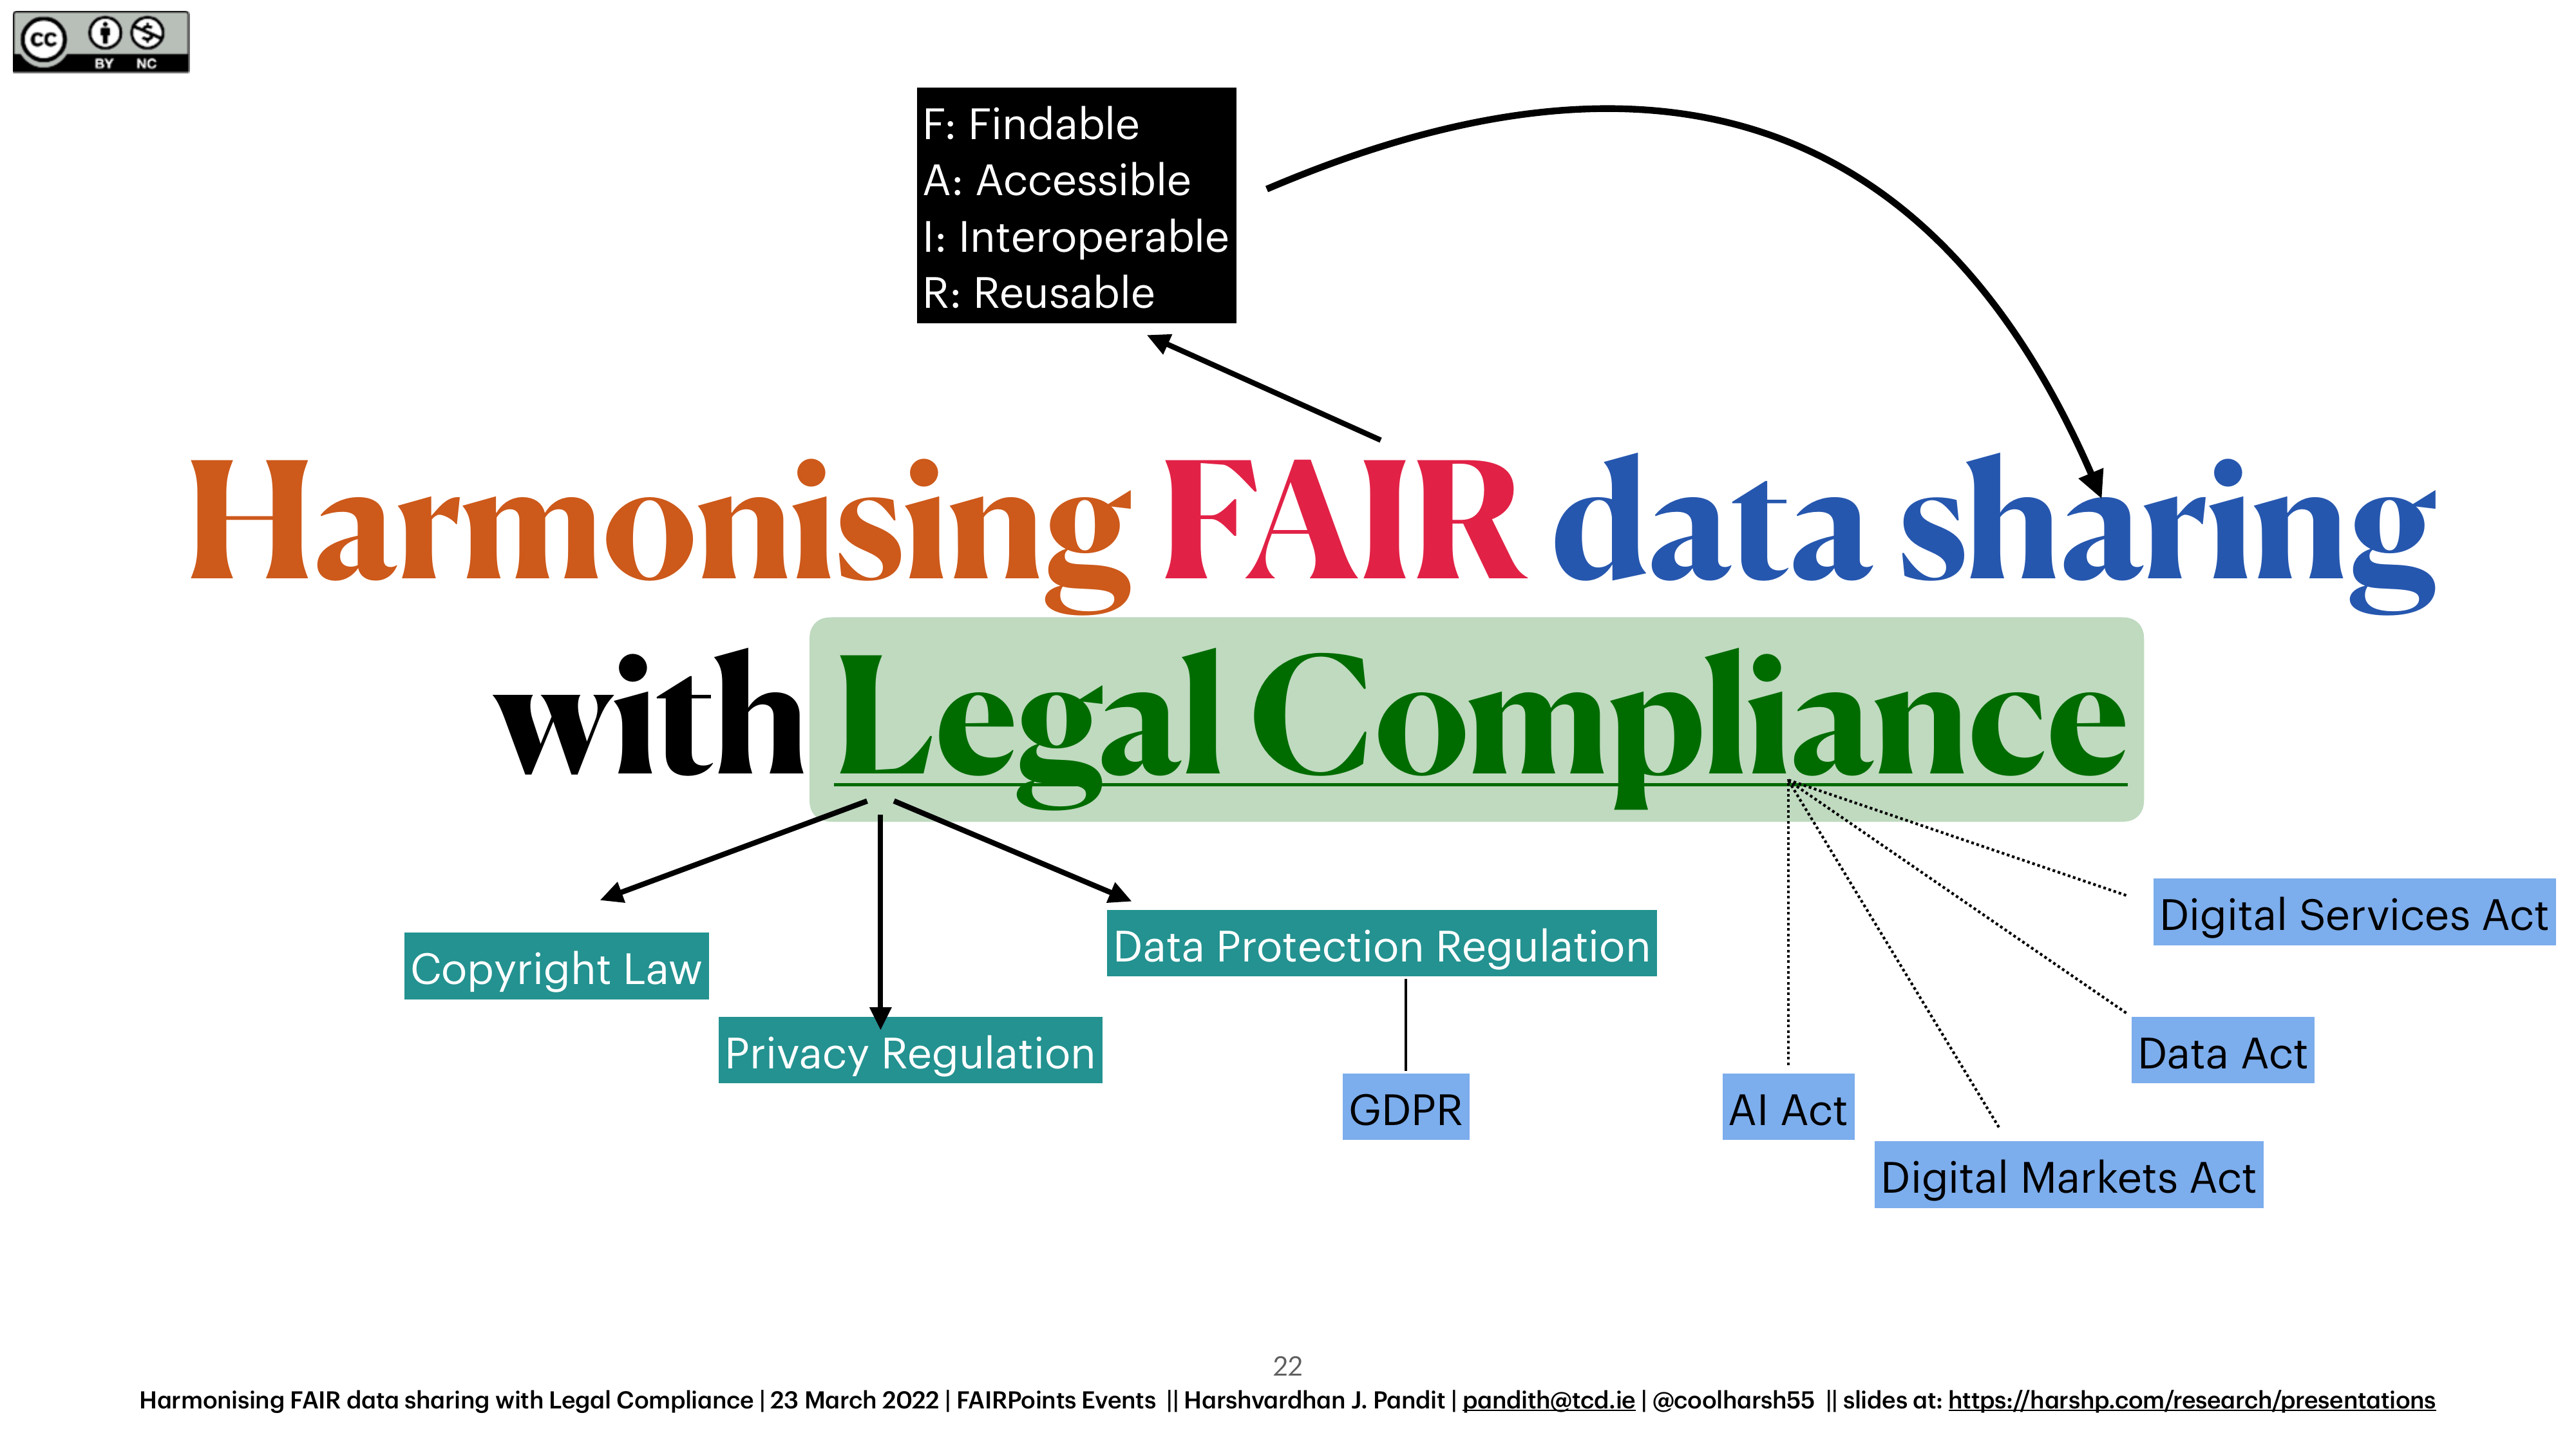 cc BY NC
F: Findable
A: Accessible
I: Interoperable
R: Reusable
Harmonising FAIR data sharing
with Legal Compliance
Copyright Law
Privacy Regulation
Data Protection Regulation
GDPR
AI Act
Digital Markets Act
Data Act
Digital Services Act
22
Harmonising FAIR data sharing with Legal Compliance | 23 March 2022 | FAIRPoints Events || Harshvardhan J. Pandit | pandith@tcd.ie | @coolharsh55 || slides at: https://harshp.com/research/presentations